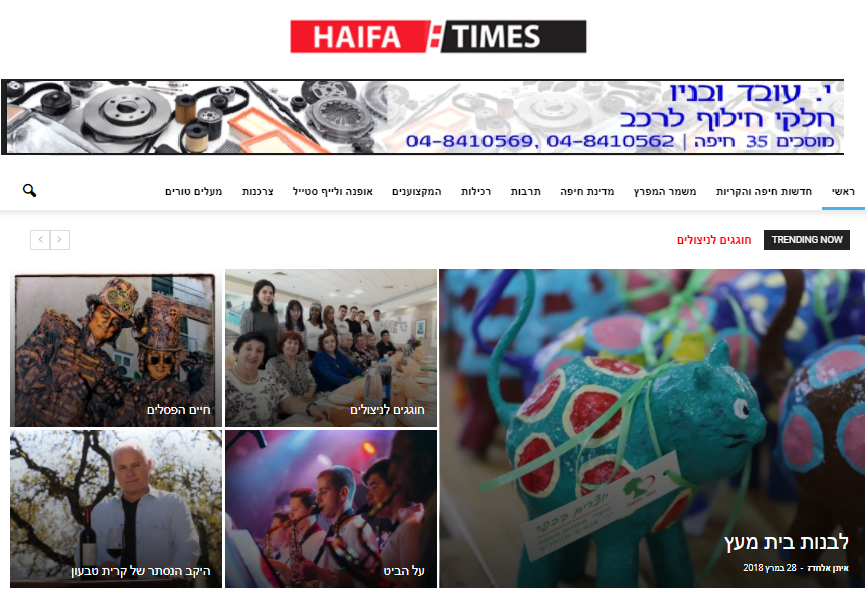 HAIFA TIMES
י. עובד ובניו
חלקי חילוף לרכב
מוסכים 35 חיפה | 04-8410569, 04-8410562
ראשי חדשות חיפה והקריות משמר המפרץ מדינת חיפה תרבות רכילות המקצוענים אופנה ולייף סטייל צרכנות מעלים טורים
TRENDING NOW חוגגים לניצולים
לבנות בית מעץ
איתן אלחדז - 28 במרץ 2018
חוגגים לניצולים
חיים הפסלים
על הביט
היקב הנסתר של קרית טבעון